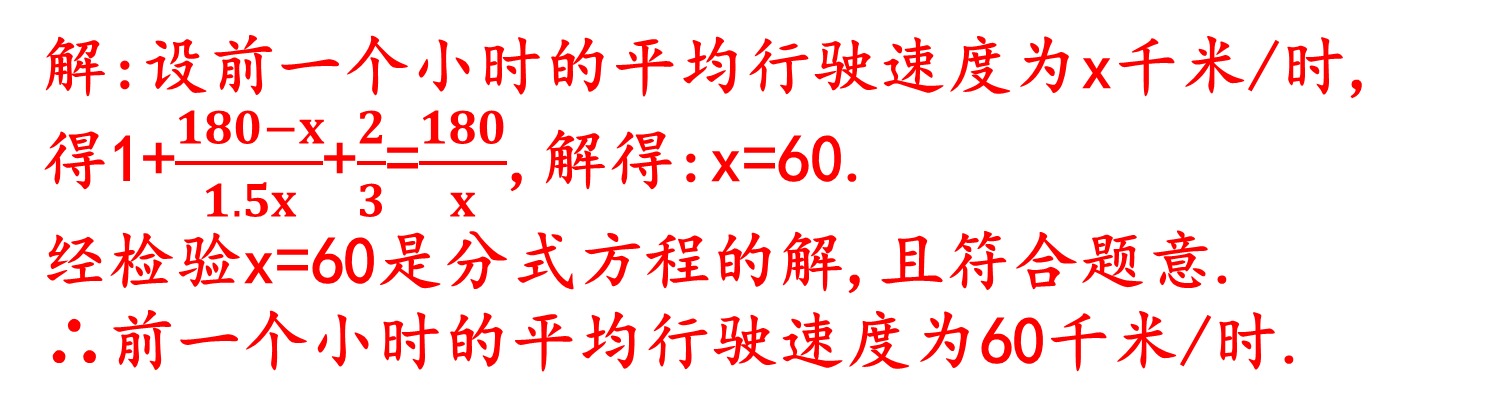 解:设前一个小时的平均行驶速度为x千米/时,
得1+\frac{180-x}{1.5x}+\frac{2}{3}=\frac{180}{x},解得:x=60.
经检验x=60是分式方程的解,且符合题意.
∴前一个小时的平均行驶速度为60千米/时.